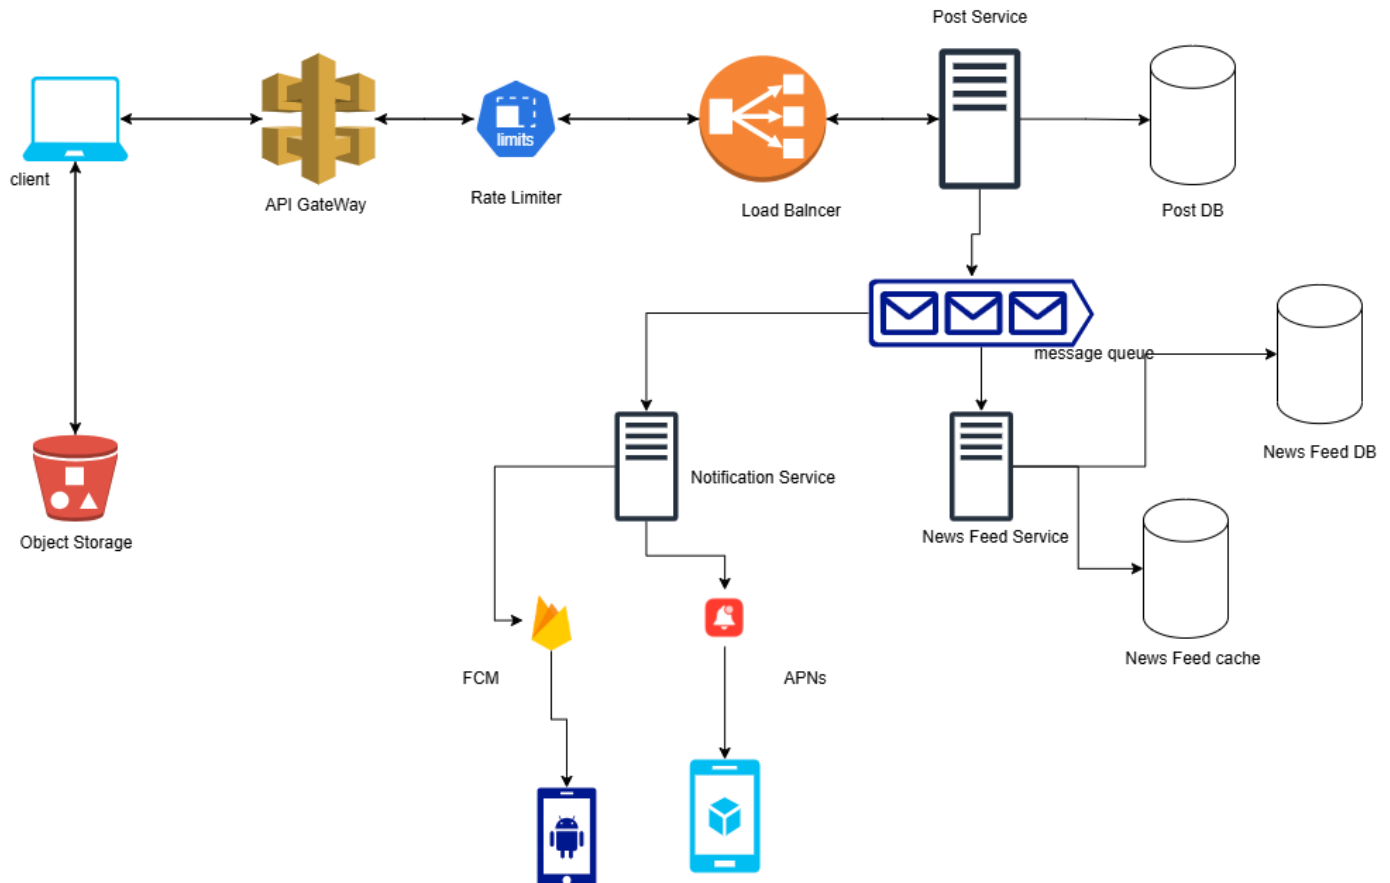 Post Service
client
limits
API GateWay
Rate Limiter
Load Balncer
Post DB
message queue
News Feed DB
Notification Service
News Feed Service
Object Storage
News Feed cache
FCM
APNs